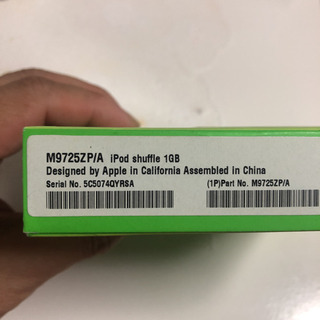 M9725ZP/A iPod shuffle 1GB
Designed by Apple in California Assembled in China
Serial No. 5C5074QYRSA (1P)Part No. M9725ZP/A